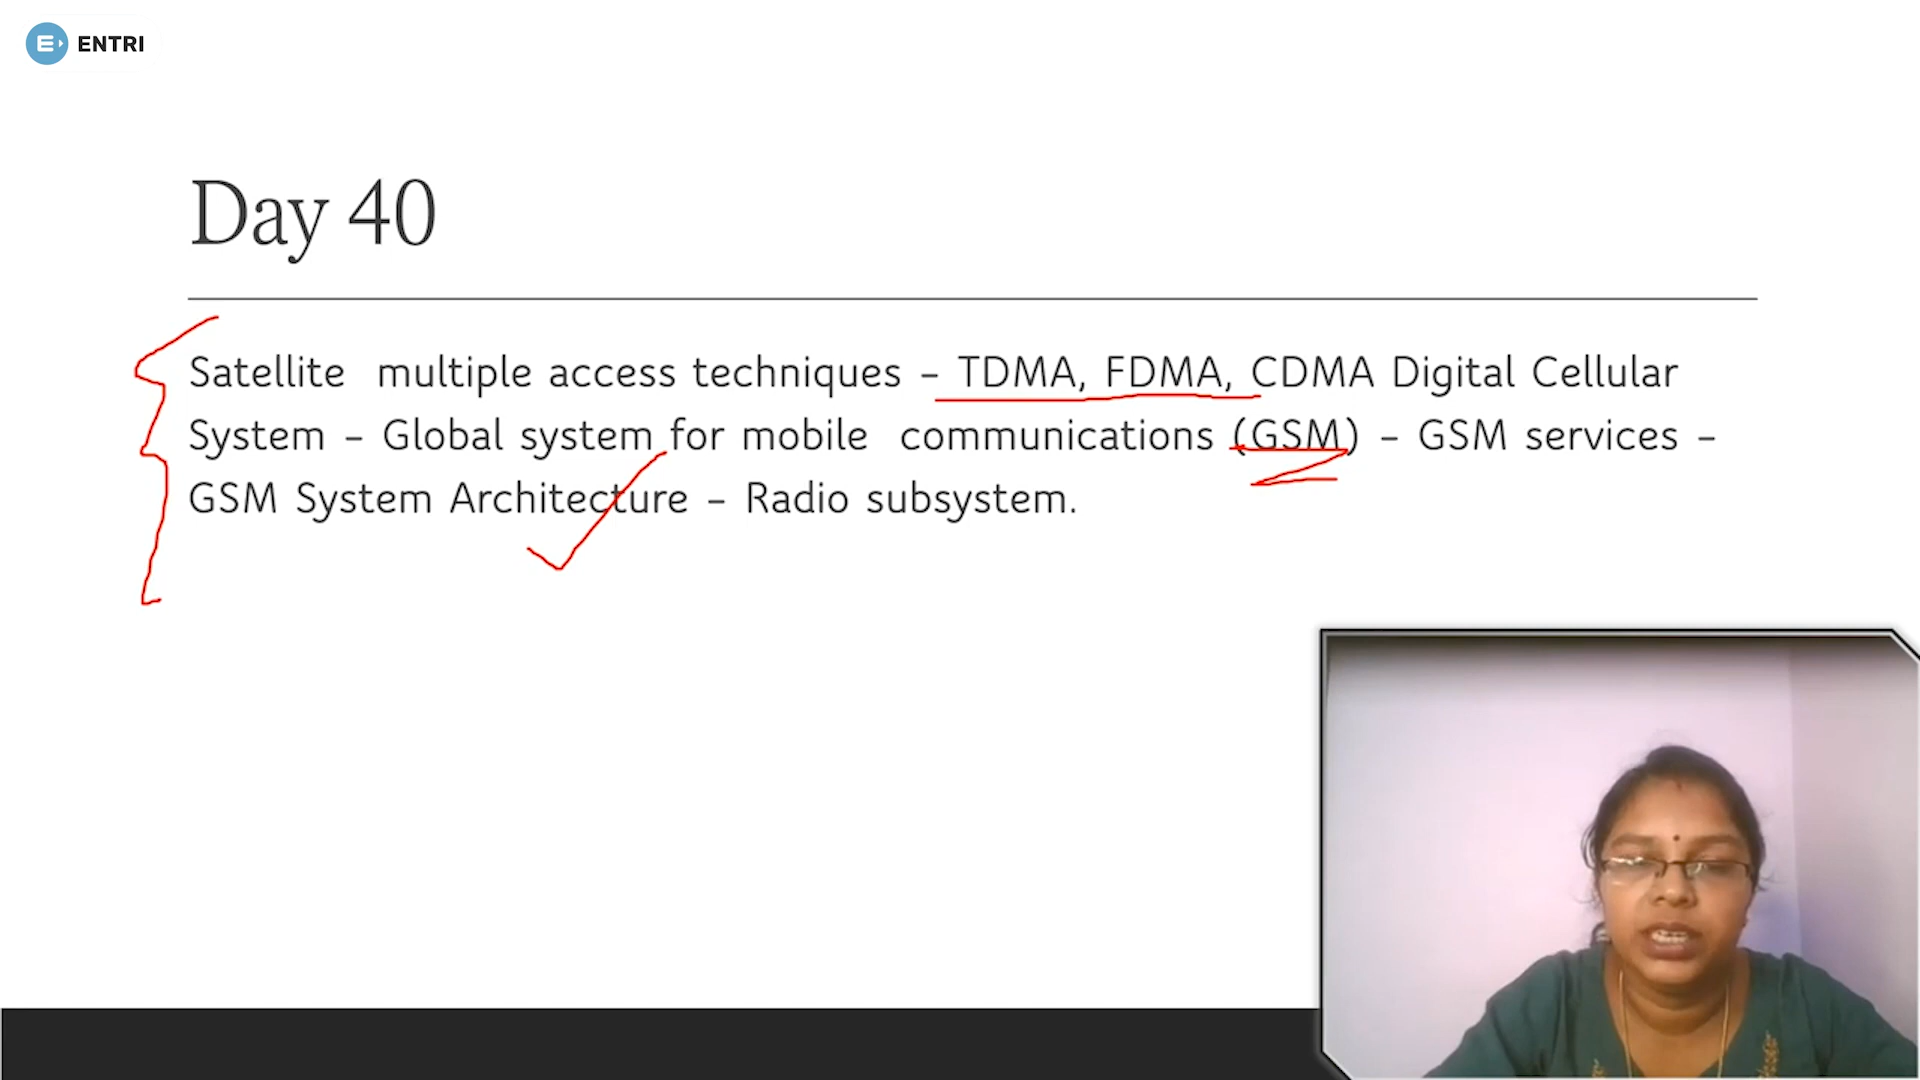 ENTRI
Day 40
Satellite multiple access techniques – TDMA, FDMA, CDMA Digital Cellular
System – Global system for mobile communications (GSM) – GSM services –
GSM System Architecture – Radio subsystem.